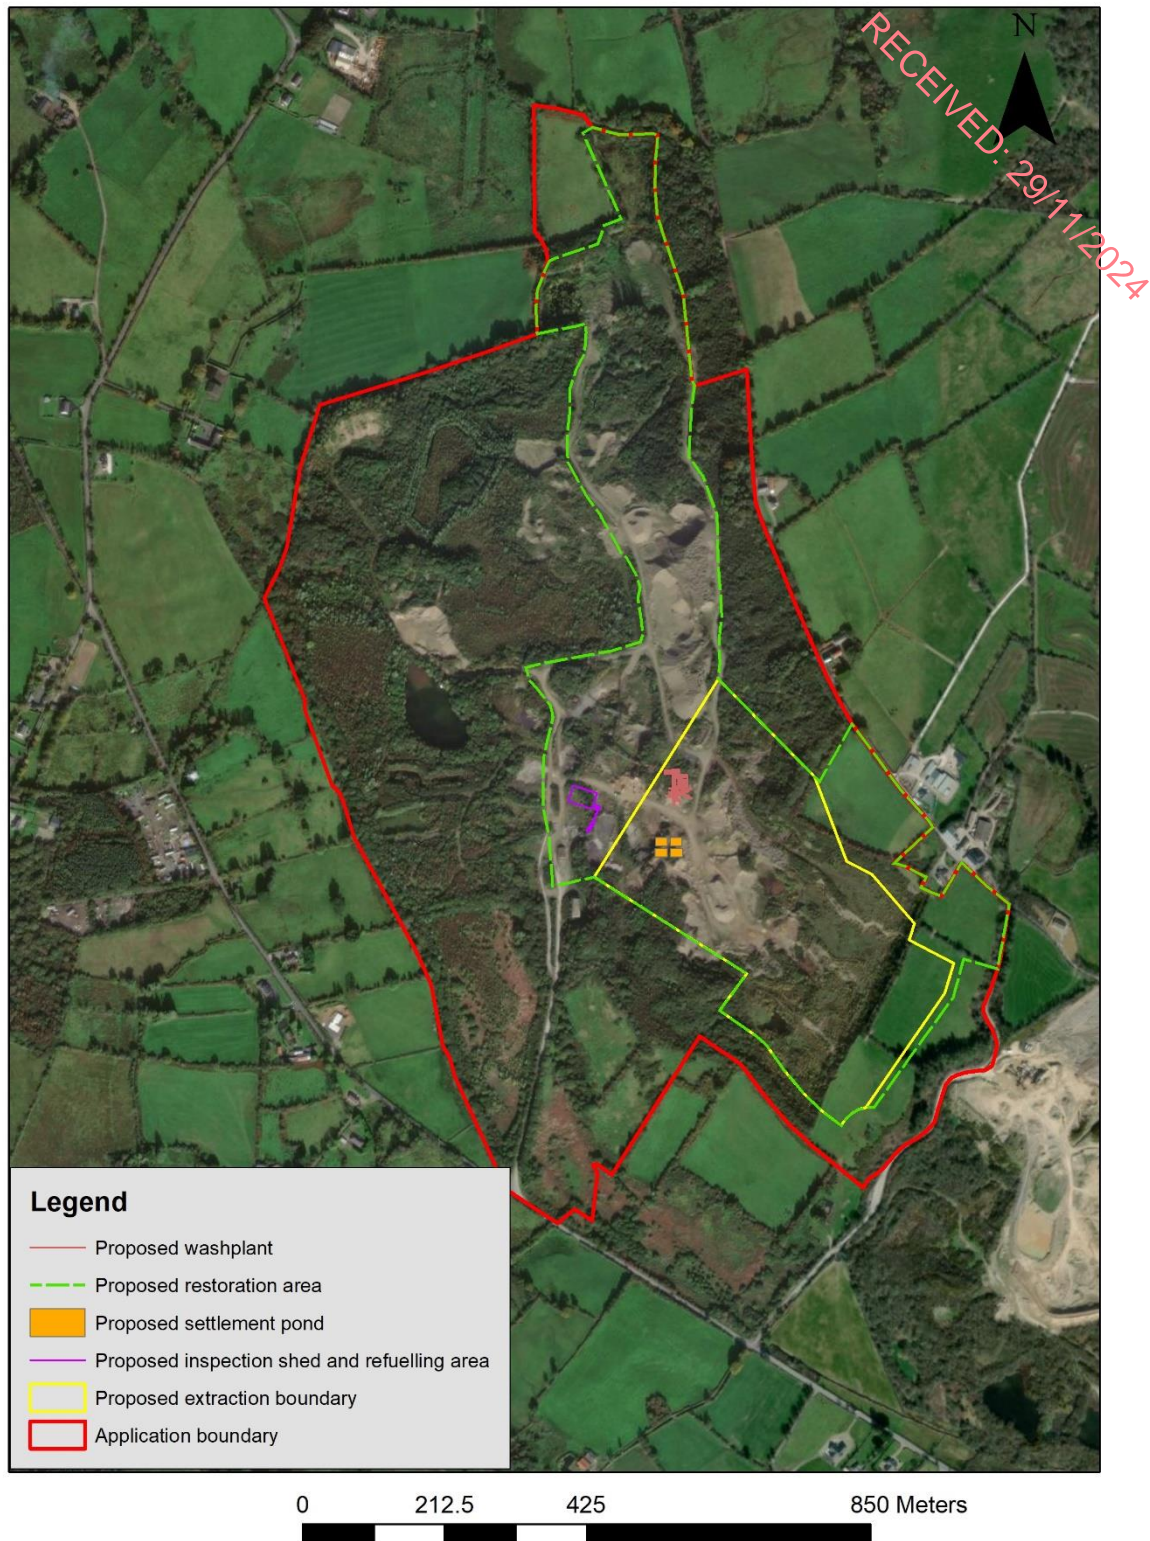 N
RECEIVED: 29/11/2024
Legend
Proposed washplant
Proposed restoration area
Proposed settlement pond
Proposed inspection shed and refuelling area
Proposed extraction boundary
Application boundary
0 212.5 425 850 Meters